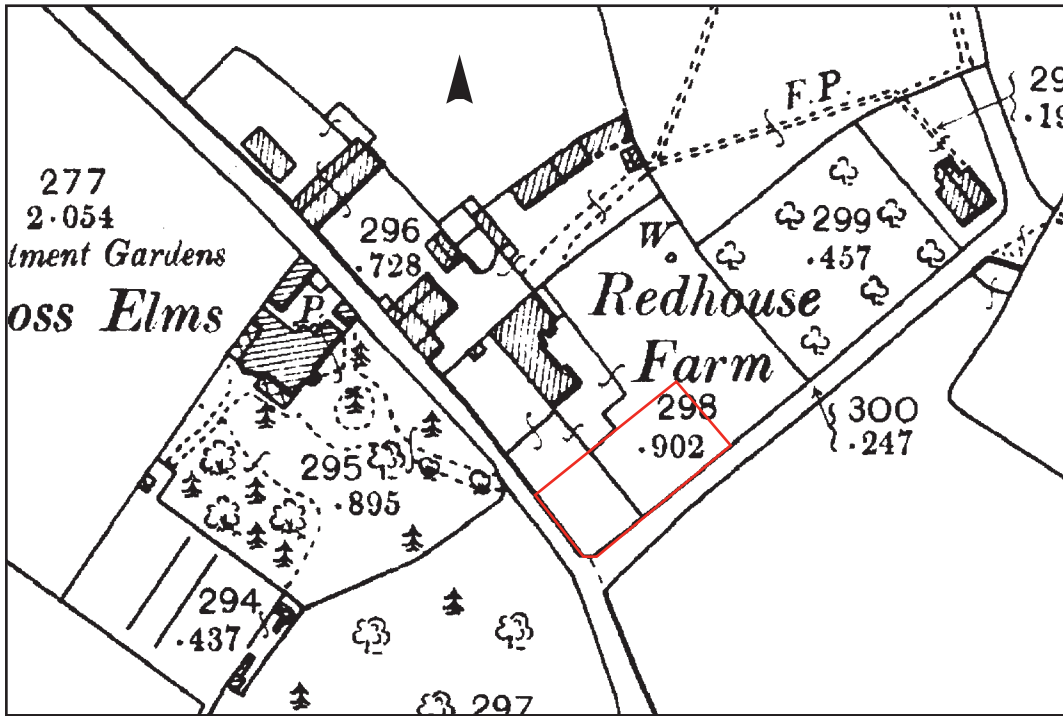 277
2·054
tment Gardens
oss Elms
P.
296
·728
F.P.
29
·19
W
299
·457
Redhouse
Farm
298
·902
300
·247
295
·895
294
·437
297